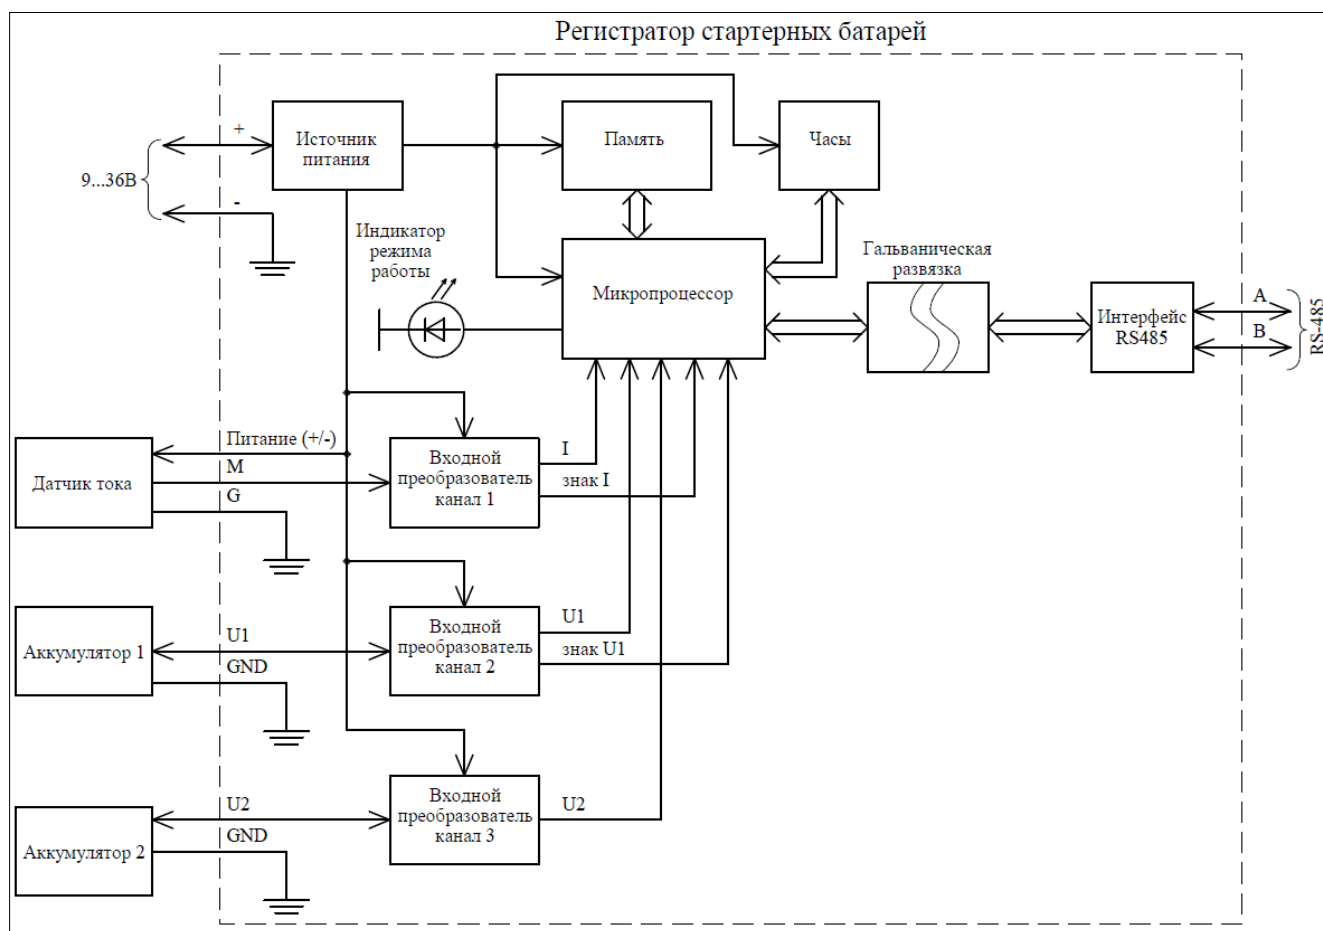 Регистратор стартерных батарей
+
Источник
питания
Память
Часы
9...36В
-
Индикатор
режима
работы
Микропроцессор
Гальваническая
развязка
Интерфейс
RS485
A
B
RS-485
Датчик тока
Питание (+/-)
M
G
Входной
преобразователь
канал 1
I
знак I
Аккумулятор 1
U1
GND
Входной
преобразователь
канал 2
U1
знак U1
Аккумулятор 2
U2
GND
Входной
преобразователь
канал 3
U2